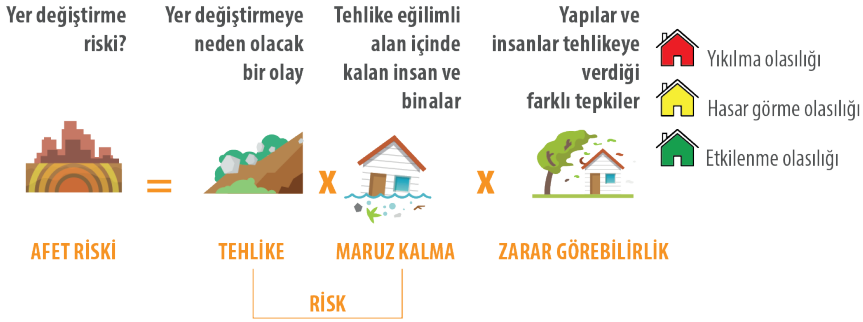 Yer değiştirme
riski?
Yer değiştirmeye
neden olacak
bir olay
Tehlike eğilimli
alan içinde
kalan insan ve
binalar
Yapılar ve
insanlar tehlikeye
verdiği
farklı tepkiler
Yıkılma olasılığı
Hasar görme olasılığı
Etkilenme olasılığı
=
x
x
AFET RİSKİ
TEHLİKE
MARUZ KALMA
ZARAR GÖREBİLİRLİK
RİSK